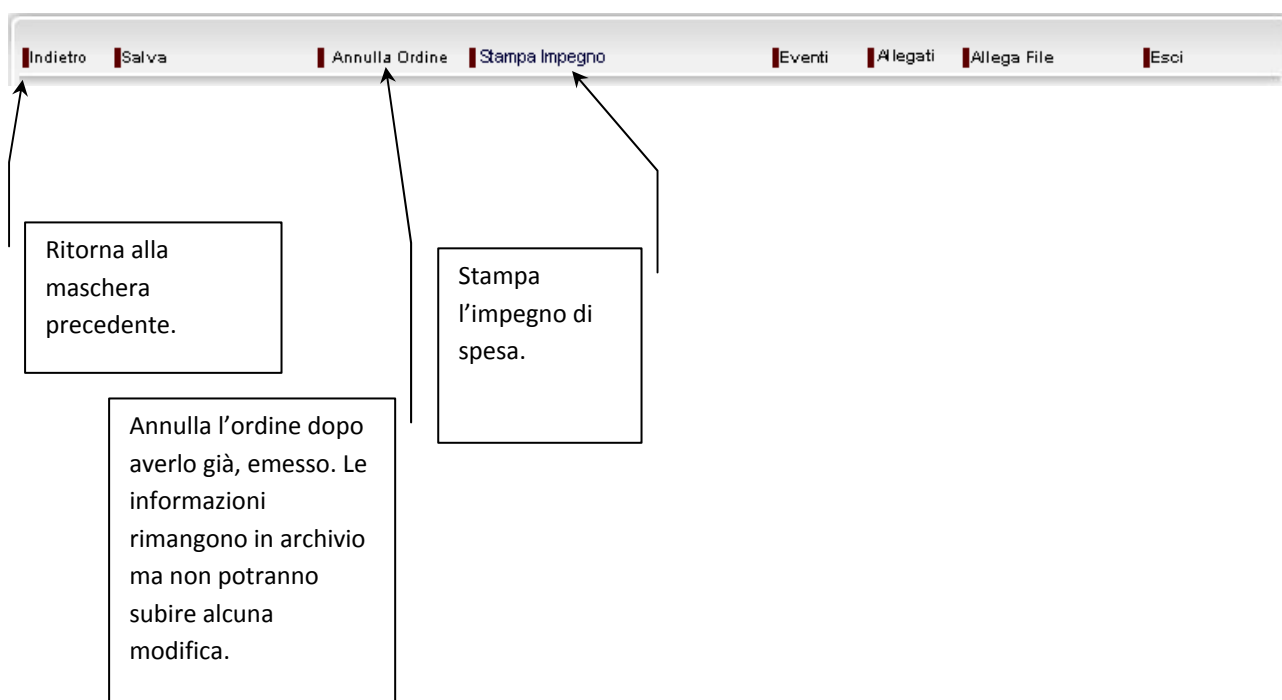 Indietro Salva Annulla Ordine Stampa Impegno Eventi Allegati Allega File Esci
Ritorna alla
maschera
precedente.
Stampa
l’impegno di
spesa.
Annulla l’ordine dopo
averlo già, emesso. Le
informazioni
rimangono in archivio
ma non potranno
subire alcuna
modifica.